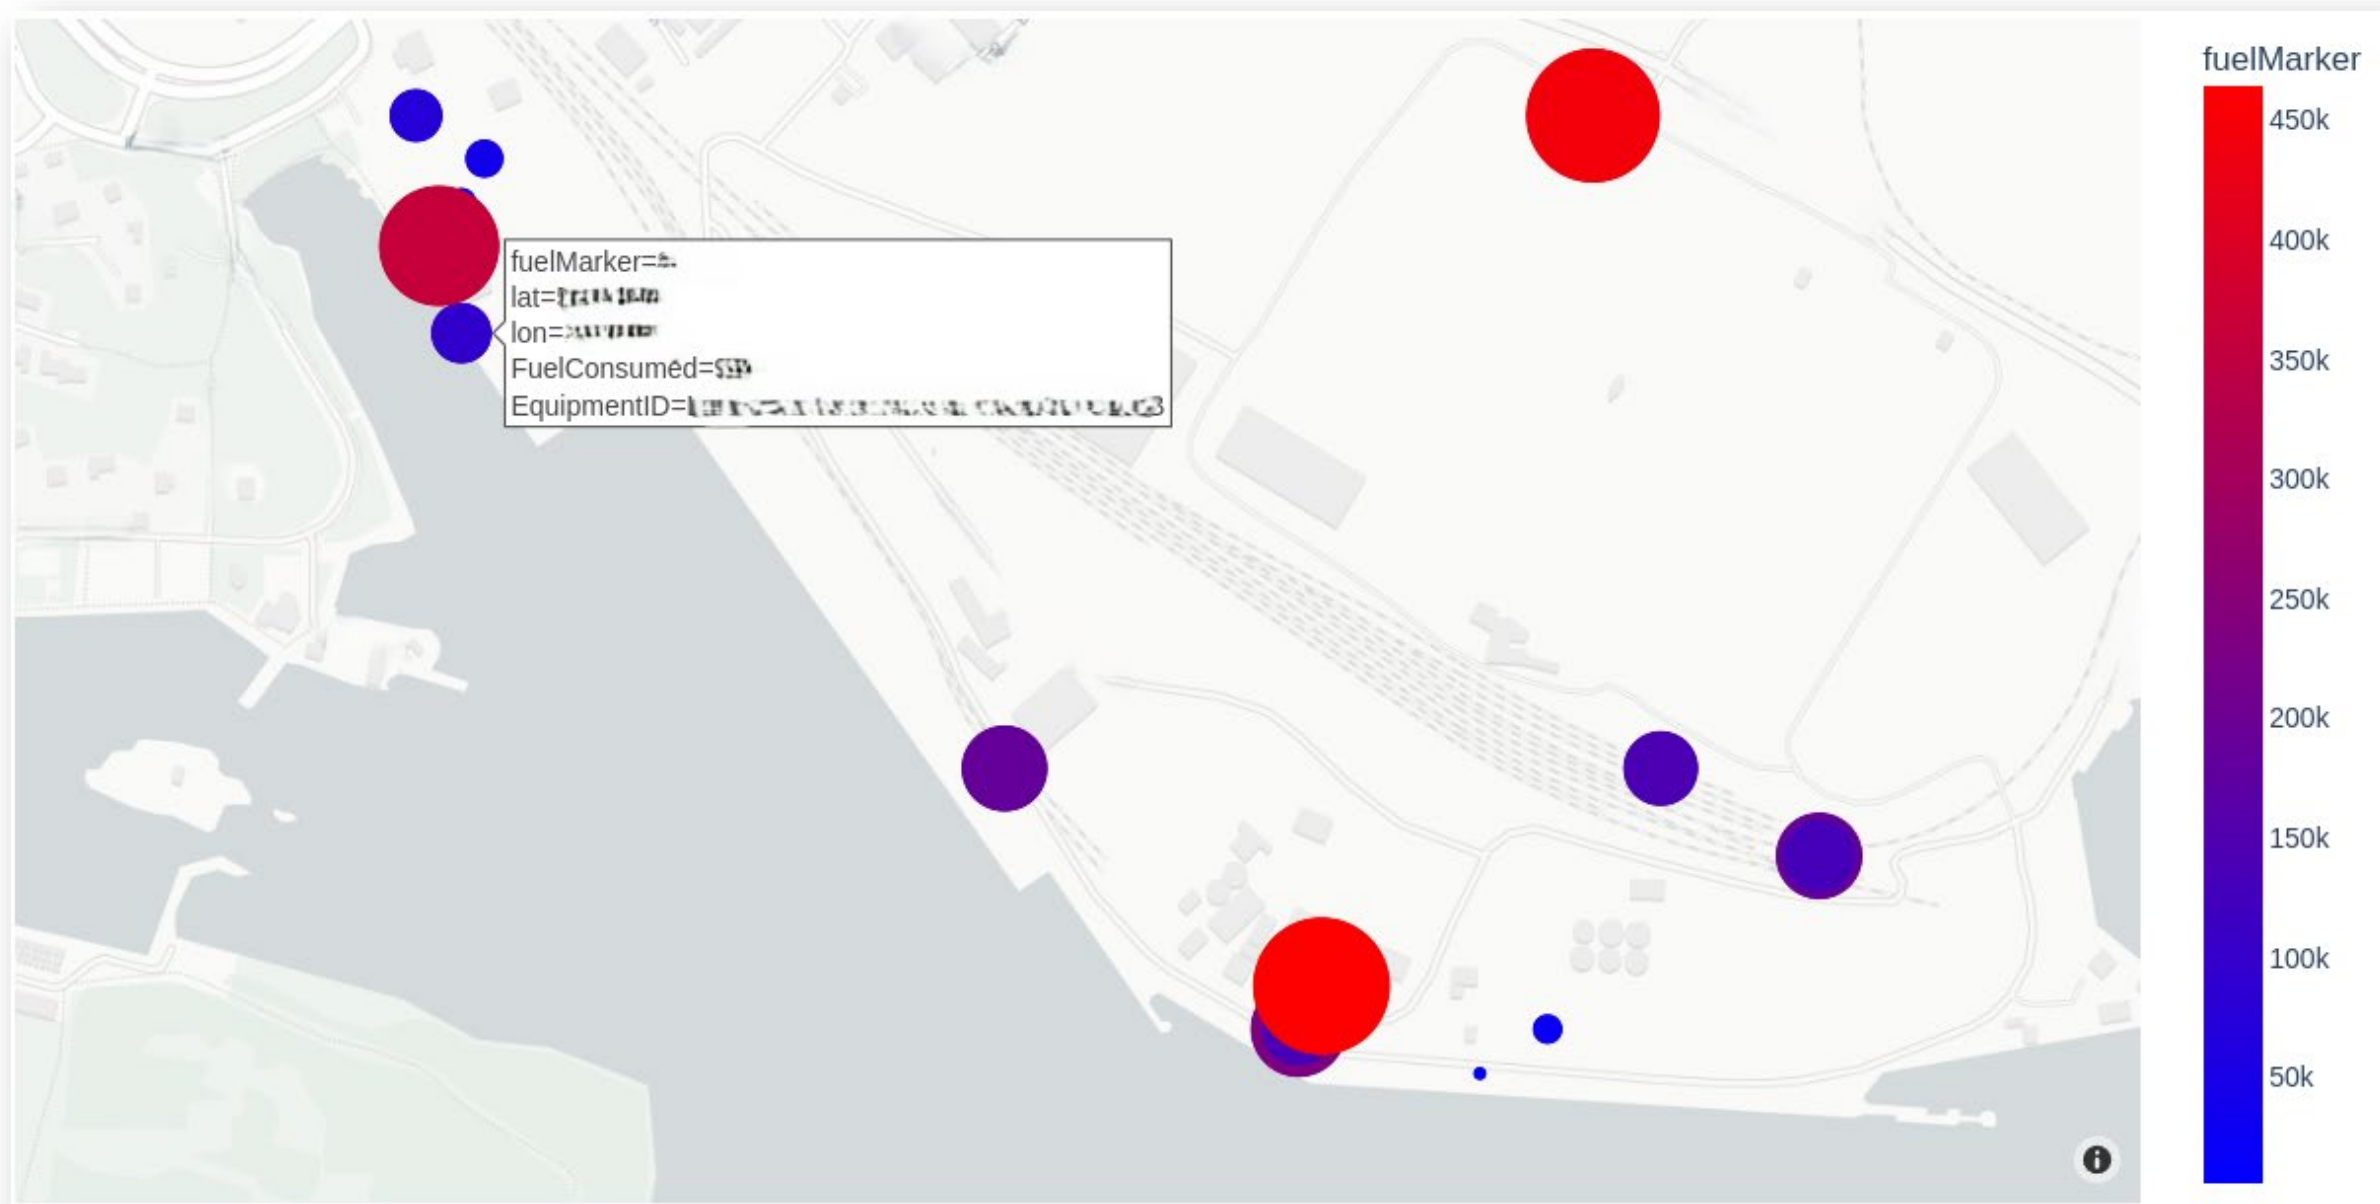 fuelMarker
450k
400k
350k
300k
250k
200k
150k
100k
50k
fuelMarker=
lat=
lon=
FuelConsumed=
EquipmentID=